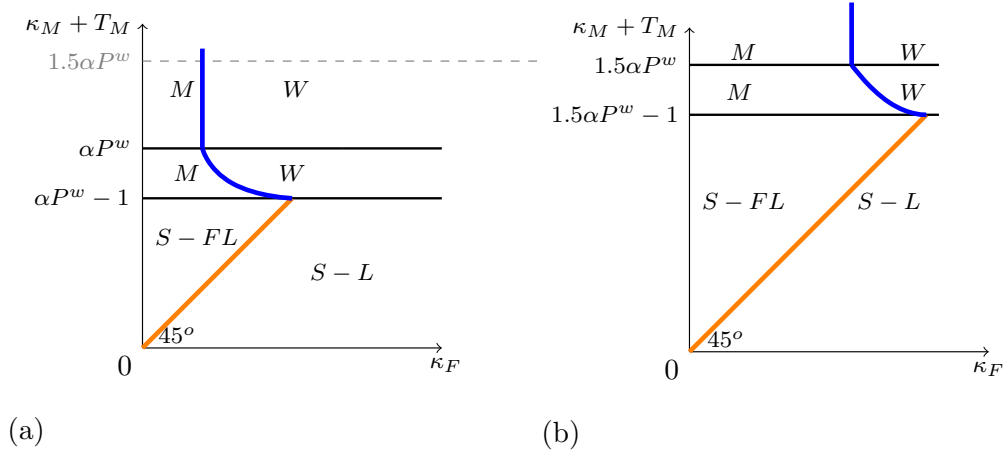 κ_M + T_M
1.5αP^w
M
W
αP^w
M
W
αP^w − 1
S − FL
S − L
45^o
0
κ_F
(a)
κ_M + T_M
1.5αP^w
M
W
M
W
1.5αP^w − 1
S − FL
S − L
45^o
0
κ_F
(b)